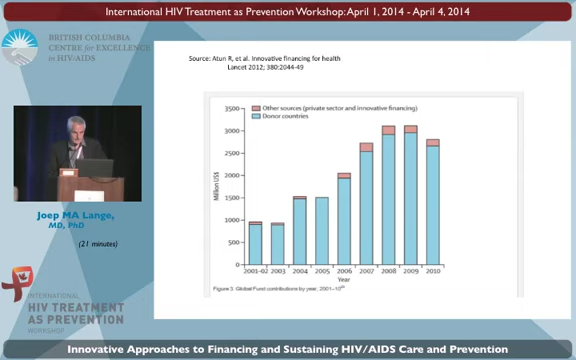 International HIV Treatment as Prevention Workshop: April 1, 2014 - April 4, 2014
BRITISH COLUMBIA
CENTRE for EXCELLENCE
in HIV/AIDS
Joep MA Lange,
MD, PhD
(21 minutes)
INTERNATIONAL
HIV TREATMENT
AS PREVENTION
WORKSHOP
Source: Atun R, et al. Innovative financing for health
Lancet 2012; 380:2044-49
Other sources (private sector and innovative financing)
Donor countries
Million US$
3500
3000
2500
2000
1500
1000
500
0
2001-02 2003 2004 2005 2006 2007 2008 2009 2010
Year
Figure 3: Global Fund contributions by year, 2001–10
Innovative Approaches to Financing and Sustaining HIV/AIDS Care and Prevention